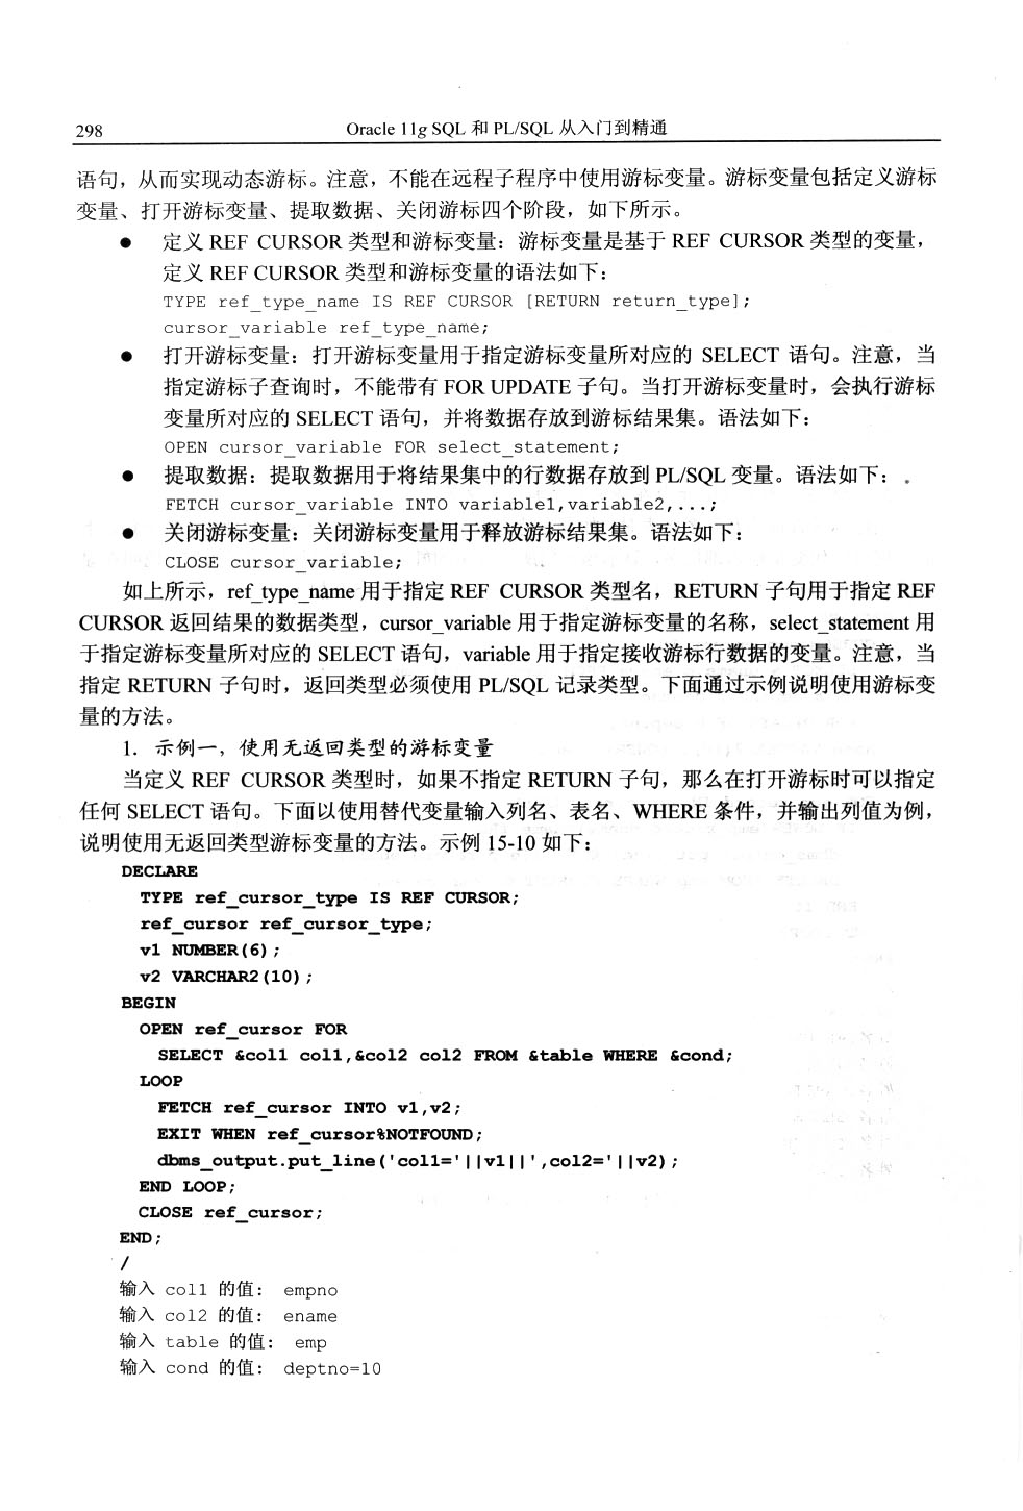 298
Oracle 11g SQL 和 PL/SQL 从入门到精通
语句，从而实现动态游标。注意，不能在远程子程序中使用游标变量。游标变量包括定义游标
变量、打开游标变量、提取数据、关闭游标四个阶段，如下所示。
● 定义 REF CURSOR 类型和游标变量：游标变量是基于 REF CURSOR 类型的变量，
定义 REF CURSOR 类型和游标变量的语法如下：
TYPE ref_type_name IS REF CURSOR [RETURN return_type];
cursor_variable ref_type_name;
● 打开游标变量：打开游标变量用于指定游标变量所对应的 SELECT 语句。注意，当
指定游标子查询时，不能带有 FOR UPDATE 子句。当打开游标变量时，会执行游标
变量所对应的 SELECT 语句，并将数据存放到游标结果集。语法如下：
OPEN cursor_variable FOR select_statement;
● 提取数据：提取数据用于将结果集中的行数据存放到 PL/SQL 变量。语法如下：
FETCH cursor_variable INTO variable1,variable2,...;
● 关闭游标变量：关闭游标变量用于释放游标结果集。语法如下：
CLOSE cursor_variable;
如上所示，ref_type_name 用于指定 REF CURSOR 类型名，RETURN 子句用于指定 REF
CURSOR 返回结果的数据类型，cursor_variable 用于指定游标变量的名称，select_statement 用
于指定游标变量所对应的 SELECT 语句，variable 用于指定接收游标行数据的变量。注意，当
指定 RETURN 子句时，返回类型必须使用 PL/SQL 记录类型。下面通过示例说明使用游标变
量的方法。
1. 示例一，使用无返回类型的游标变量
当定义 REF CURSOR 类型时，如果不指定 RETURN 子句，那么在打开游标时可以指定
任何 SELECT 语句。下面以使用替代变量输入列名、表名、WHERE 条件，并输出列值为例，
说明使用无返回类型游标变量的方法。示例 15-10 如下：
DECLARE
TYPE ref_cursor_type IS REF CURSOR;
ref_cursor ref_cursor_type;
v1 NUMBER(6);
v2 VARCHAR2(10);
BEGIN
OPEN ref_cursor FOR
SELECT &col1 col1,&col2 col2 FROM &table WHERE &cond;
LOOP
FETCH ref_cursor INTO v1,v2;
EXIT WHEN ref_cursor%NOTFOUND;
dbms_output.put_line('col1='||v1||',col2='||v2);
END LOOP;
CLOSE ref_cursor;
END;
/
输入 col1 的值： empno
输入 col2 的值： ename
输入 table 的值： emp
输入 cond 的值： deptno=10